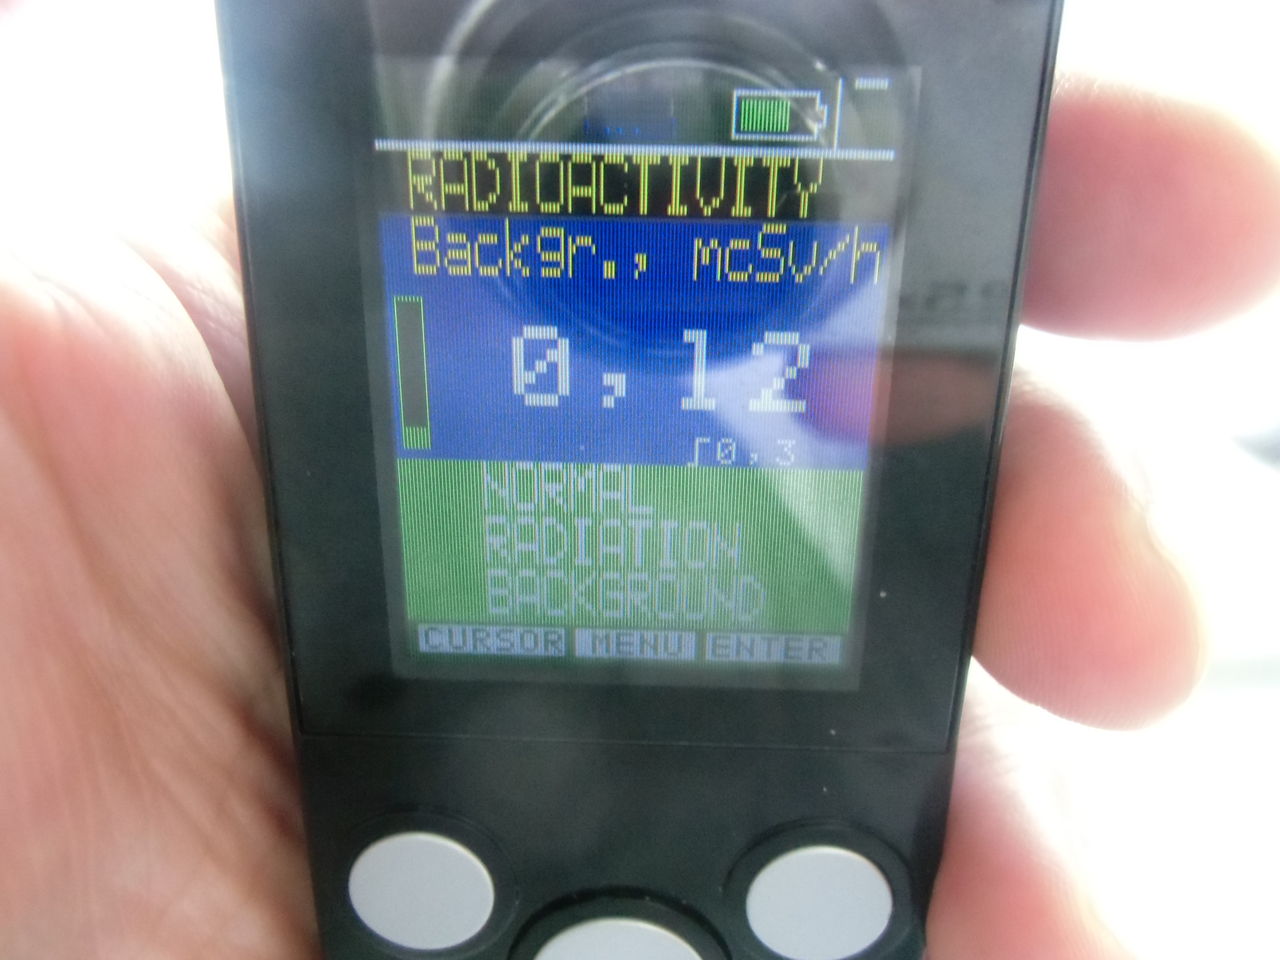 RADIOACTIVITY
Backgr., mcSv/h
0,12
Γ0,3
NORMAL
RADIATION
BACKGROUND
CURSOR MENU ENTER